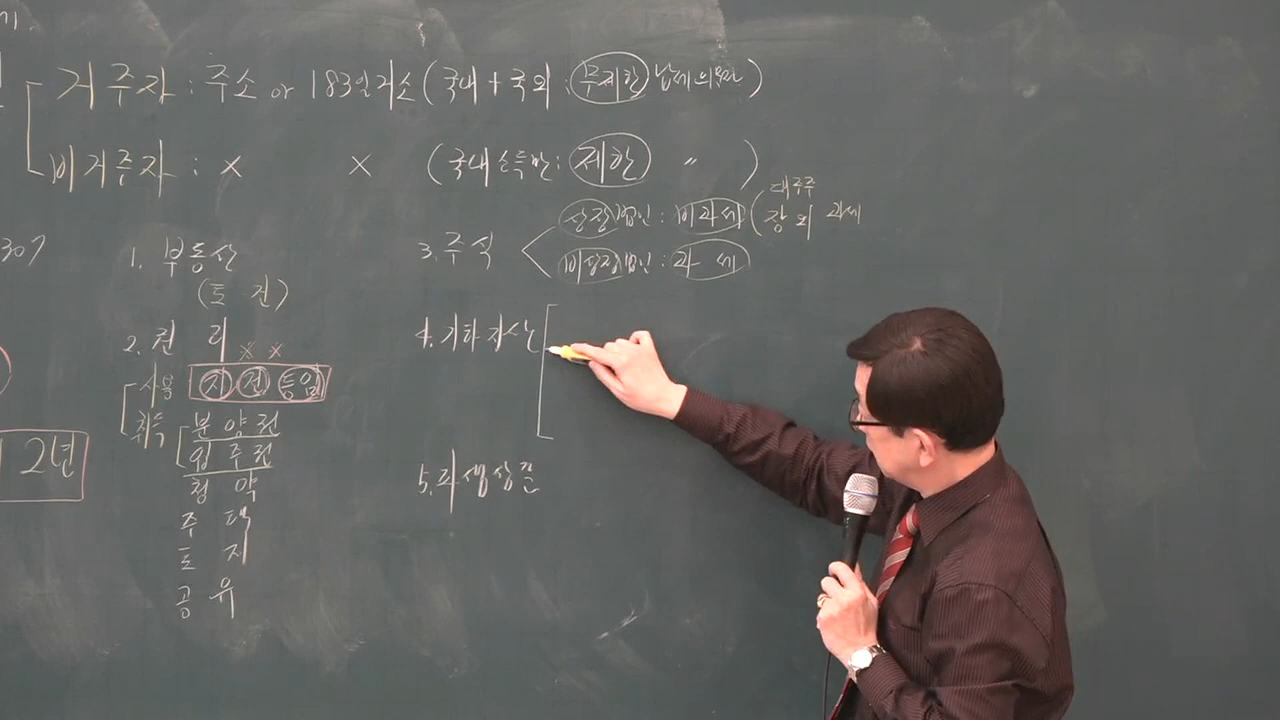 거주자 : 주소 or 183일 거소 (국내 + 국외 : 무제한 납세의무자)
비거주자 : × × (국내소득만 : 제한 〃 )
307
1. 부동산
(토 건)
2. 권 리
× ×
사용 지 전 등임
취득 분양권
입주권
청약
주택
토지
공유
2년
3. 주식
상장법인 : 비과세 (장외 과세
대주주
비상장법인 : 과세
4. 기타자산
5. 파생상품